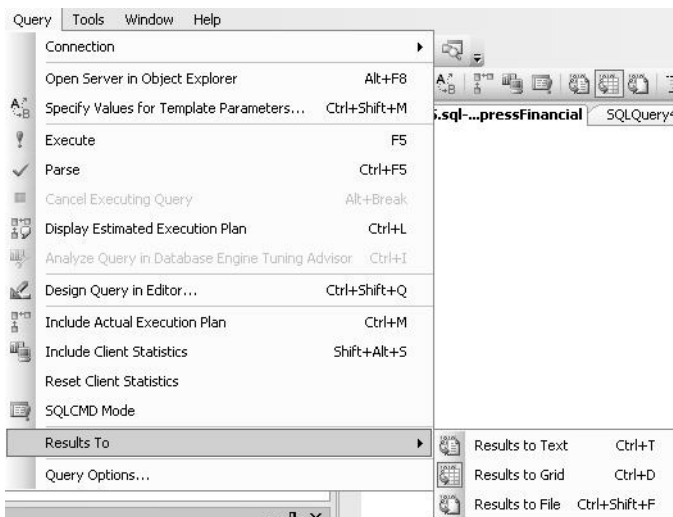 Query Tools Window Help
Connection
Open Server in Object Explorer Alt+F8
Specify Values for Template Parameters... Ctrl+Shift+M
Execute F5
Parse Ctrl+F5
Cancel Executing Query Alt+Break
Display Estimated Execution Plan Ctrl+L
Analyze Query in Database Engine Tuning Advisor Ctrl+I
Design Query in Editor... Ctrl+Shift+Q
Include Actual Execution Plan Ctrl+M
Include Client Statistics Shift+Alt+S
Reset Client Statistics
SQLCMD Mode
Results To
Query Options...
.sql-...pressFinancial SQLQuery4
Results to Text Ctrl+T
Results to Grid Ctrl+D
Results to File Ctrl+Shift+F